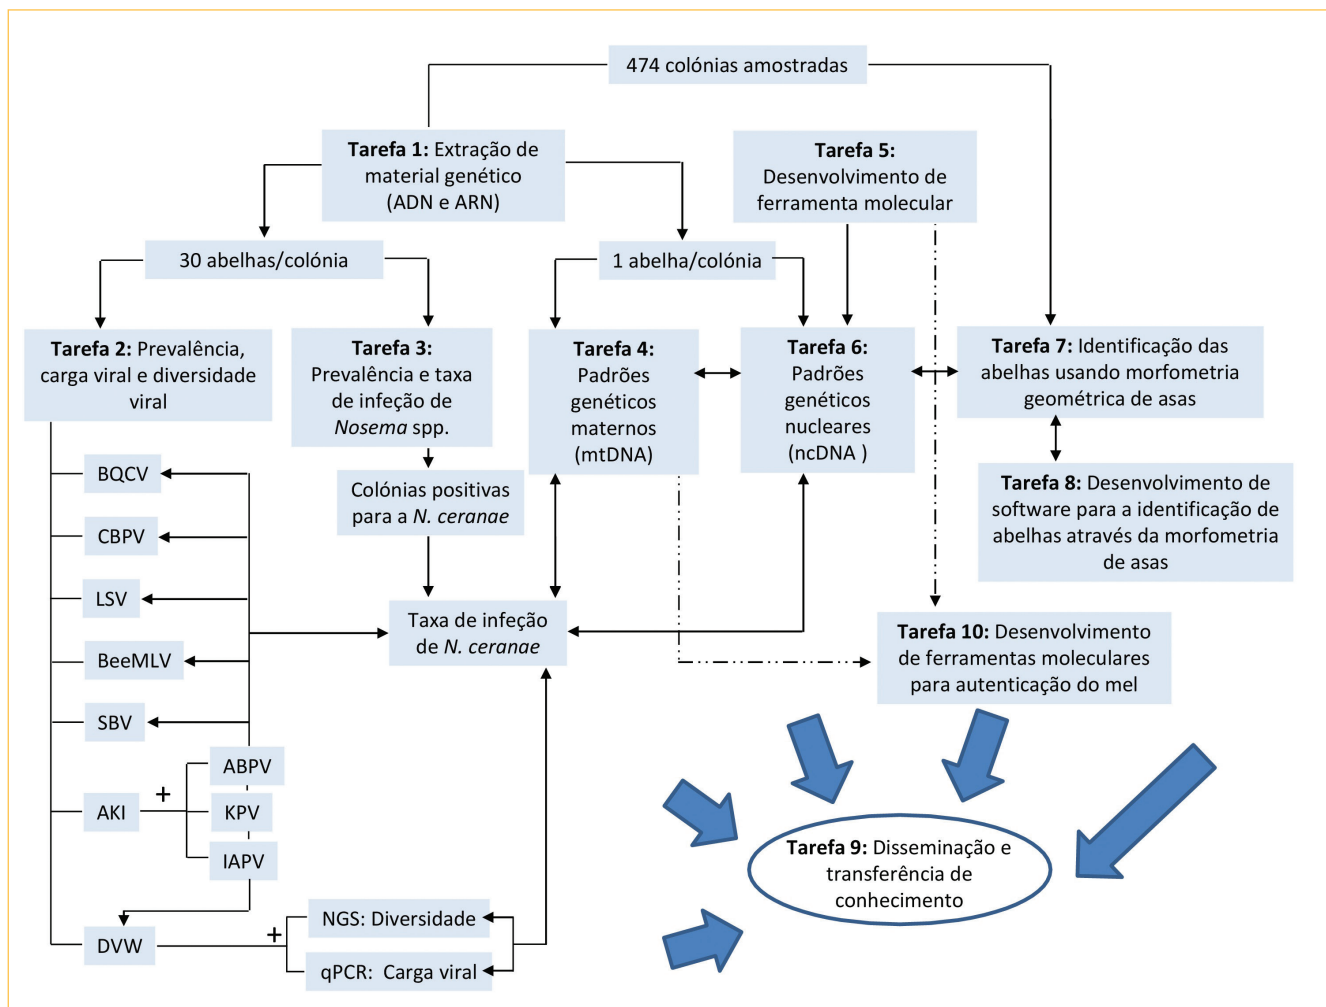 474 colónias amostradas
Tarefa 1: Extração de
material genético
(ADN e ARN)
Tarefa 5:
Desenvolvimento de
ferramenta molecular
30 abelhas/colónia
1 abelha/colónia
Tarefa 2: Prevalência,
carga viral e diversidade
viral
Tarefa 3:
Prevalência e taxa
de infeção de
Nosema spp.
Tarefa 4:
Padrões
genéticos
maternos
(mtDNA)
Tarefa 6:
Padrões
genéticos
nucleares
(ncDNA )
Tarefa 7: Identificação das
abelhas usando morfometria
geométrica de asas
Colónias positivas
para a N. ceranae
Tarefa 8: Desenvolvimento de
software para a identificação de
abelhas através da morfometria
de asas
BQCV
CBPV
LSV
BeeMLV
SBV
AKI
+
ABPV
KPV
IAPV
Taxa de infeção
de N. ceranae
Tarefa 10: Desenvolvimento
de ferramentas moleculares
para autenticação do mel
Tarefa 9: Disseminação e
transferência de
conhecimento
DVW
+
NGS: Diversidade
qPCR: Carga viral